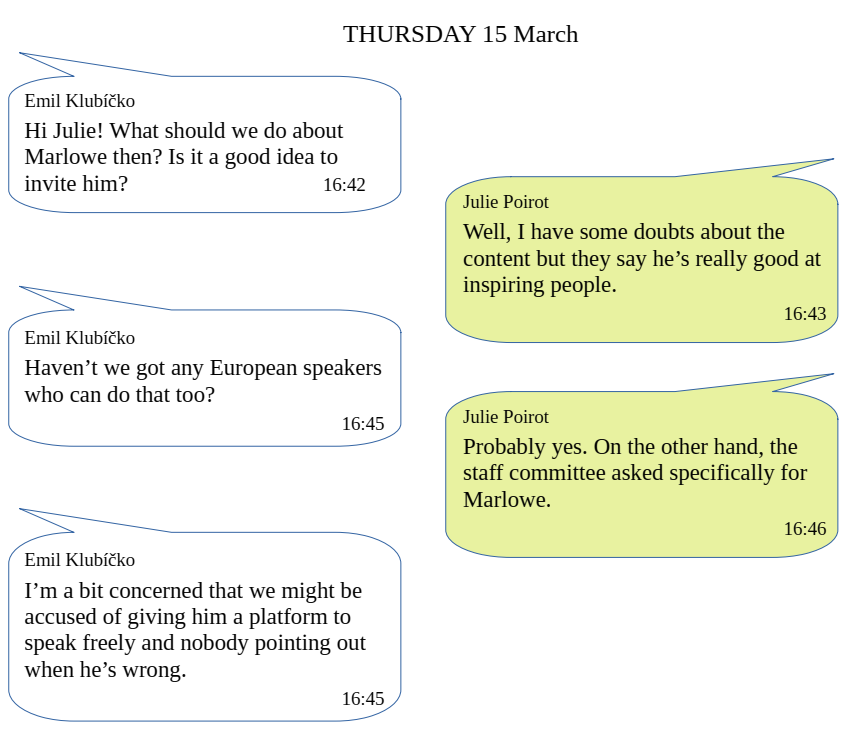 THURSDAY 15 March
Emil Klubíčko
Hi Julie! What should we do about
Marlowe then? Is it a good idea to
invite him? 16:42
Julie Poirot
Well, I have some doubts about the
content but they say he’s really good at
inspiring people.
16:43
Emil Klubíčko
Haven’t we got any European speakers
who can do that too?
16:45
Julie Poirot
Probably yes. On the other hand, the
staff committee asked specifically for
Marlowe.
16:46
Emil Klubíčko
I’m a bit concerned that we might be
accused of giving him a platform to
speak freely and nobody pointing out
when he’s wrong.
16:45